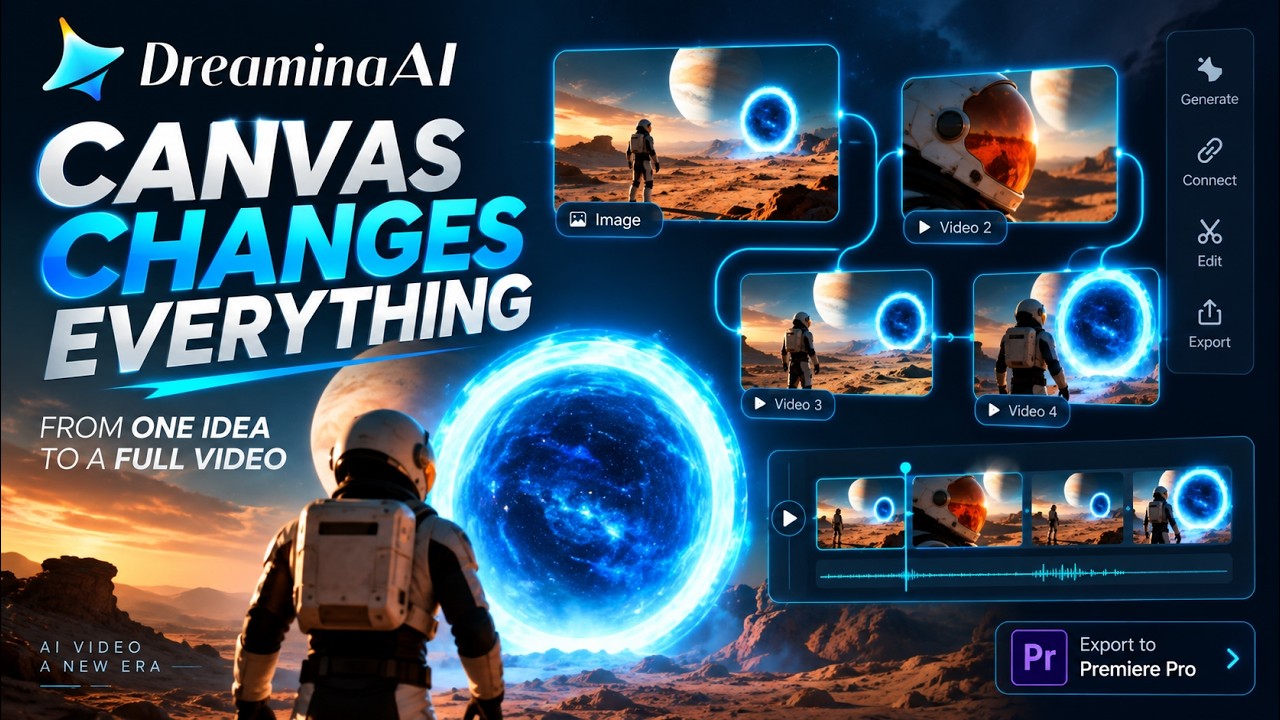 DreaminaAI
CANVAS
CHANGES
EVERYTHING
FROM ONE IDEA
TO A FULL VIDEO
AI VIDEO
A NEW ERA
Image
Video 2
Video 3
Video 4
Generate
Connect
Edit
Export
Pr
Export to
Premiere Pro